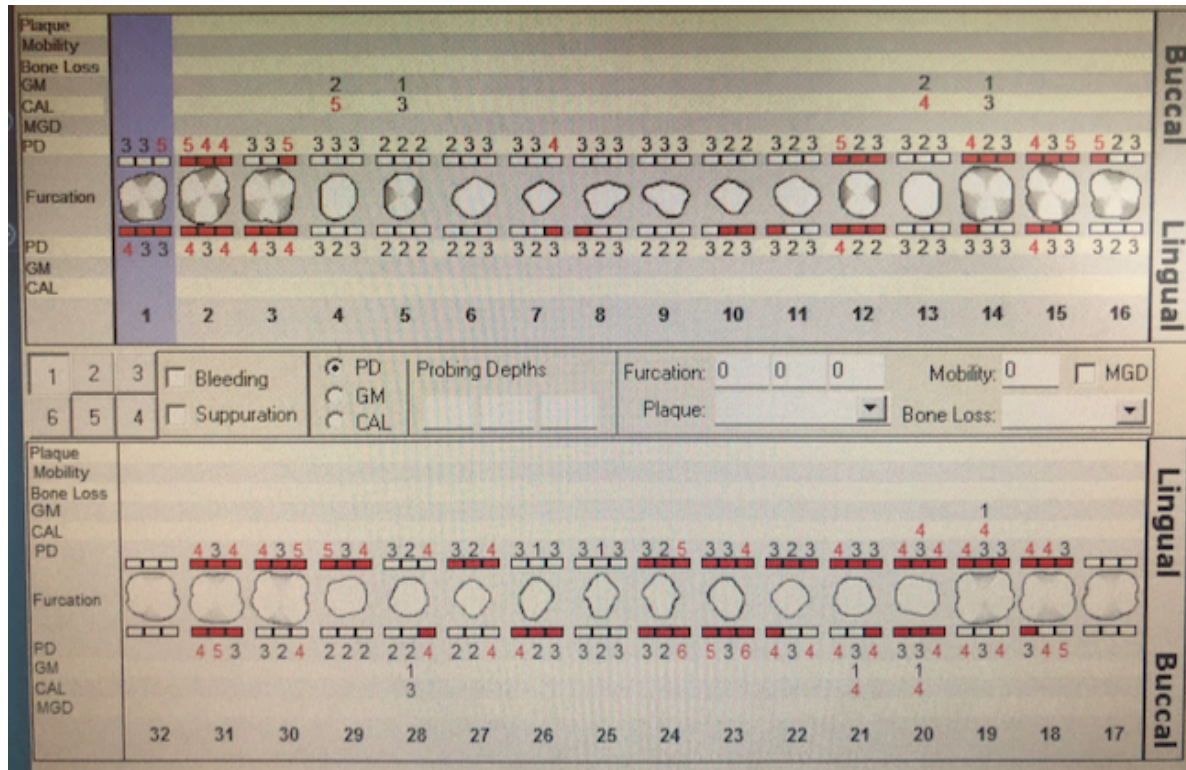 Plaque
Mobility
Bone Loss
GM 2 1 2 1
CAL 5 3 4 3
MGD
PD 3 3 5 5 4 4 3 3 5 3 3 3 2 2 2 2 3 3 3 3 4 3 3 3 3 3 3 3 2 2 3 2 3 5 2 3 3 2 3 4 2 3 4 3 5 5 2 3
Buccal
Furcation
PD 4 3 3 4 3 4 4 3 4 3 2 3 2 2 2 3 2 3 3 2 3 3 2 3 2 2 2 3 2 3 3 2 3 4 2 2 3 2 3 3 3 3 4 3 3 3 2 3
GM
CAL
Lingual
1 2 3 4 5 6 7 8 9 10 11 12 13 14 15 16
1 2 3
6 5 4
Bleeding
Suppuration
PD
GM
CAL
Probing Depths
Furcation: 0 0 0
Plaque:
Mobility: 0 MGD
Bone Loss:
Plaque
Mobility
Bone Loss
GM 1
CAL 4 4
PD 4 3 4 4 3 5 5 3 4 3 2 4 3 2 4 3 1 3 3 1 3 3 2 5 3 3 4 3 2 3 4 3 3 4 3 4 4 3 3 4 4 3
Lingual
Furcation
PD 4 5 3 3 2 4 2 2 2 2 2 4 2 2 4 4 2 3 3 2 3 3 2 6 5 3 6 4 3 4 4 3 4 3 3 4 4 3 4 3 4 5
GM 1 1 1
CAL 3 4 4
MGD
Buccal
32 31 30 29 28 27 26 25 24 23 22 21 20 19 18 17